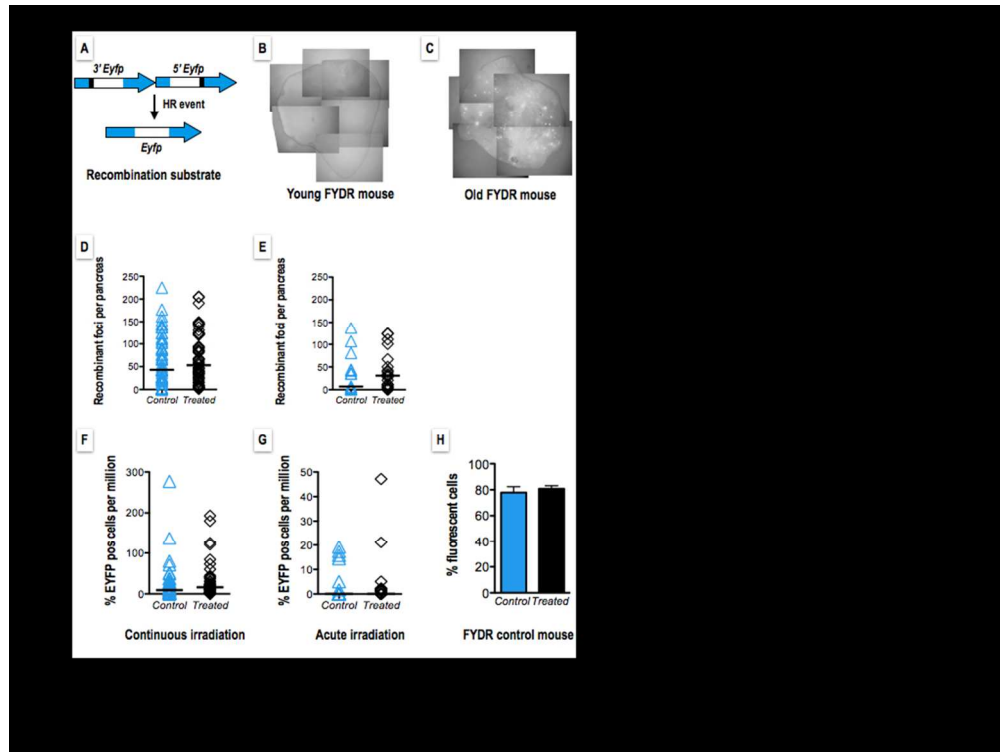 A
3' Eyfp
5' Eyfp
HR event
Eyfp
Recombination substrate
B
Young FYDR mouse
C
Old FYDR mouse
D
Recombinant foci per pancreas
250
200
150
100
50
0
Control Treated
E
Recombinant foci per pancreas
250
200
150
100
50
0
Control Treated
F
% EYFP pos cells per million
300
200
100
0
Control Treated
Continuous irradiation
G
% EYFP pos cells per million
50
40
30
20
10
0
Control Treated
Acute irradiation
H
% fluorescent cells
100
80
60
40
20
0
Control Treated
FYDR control mouse